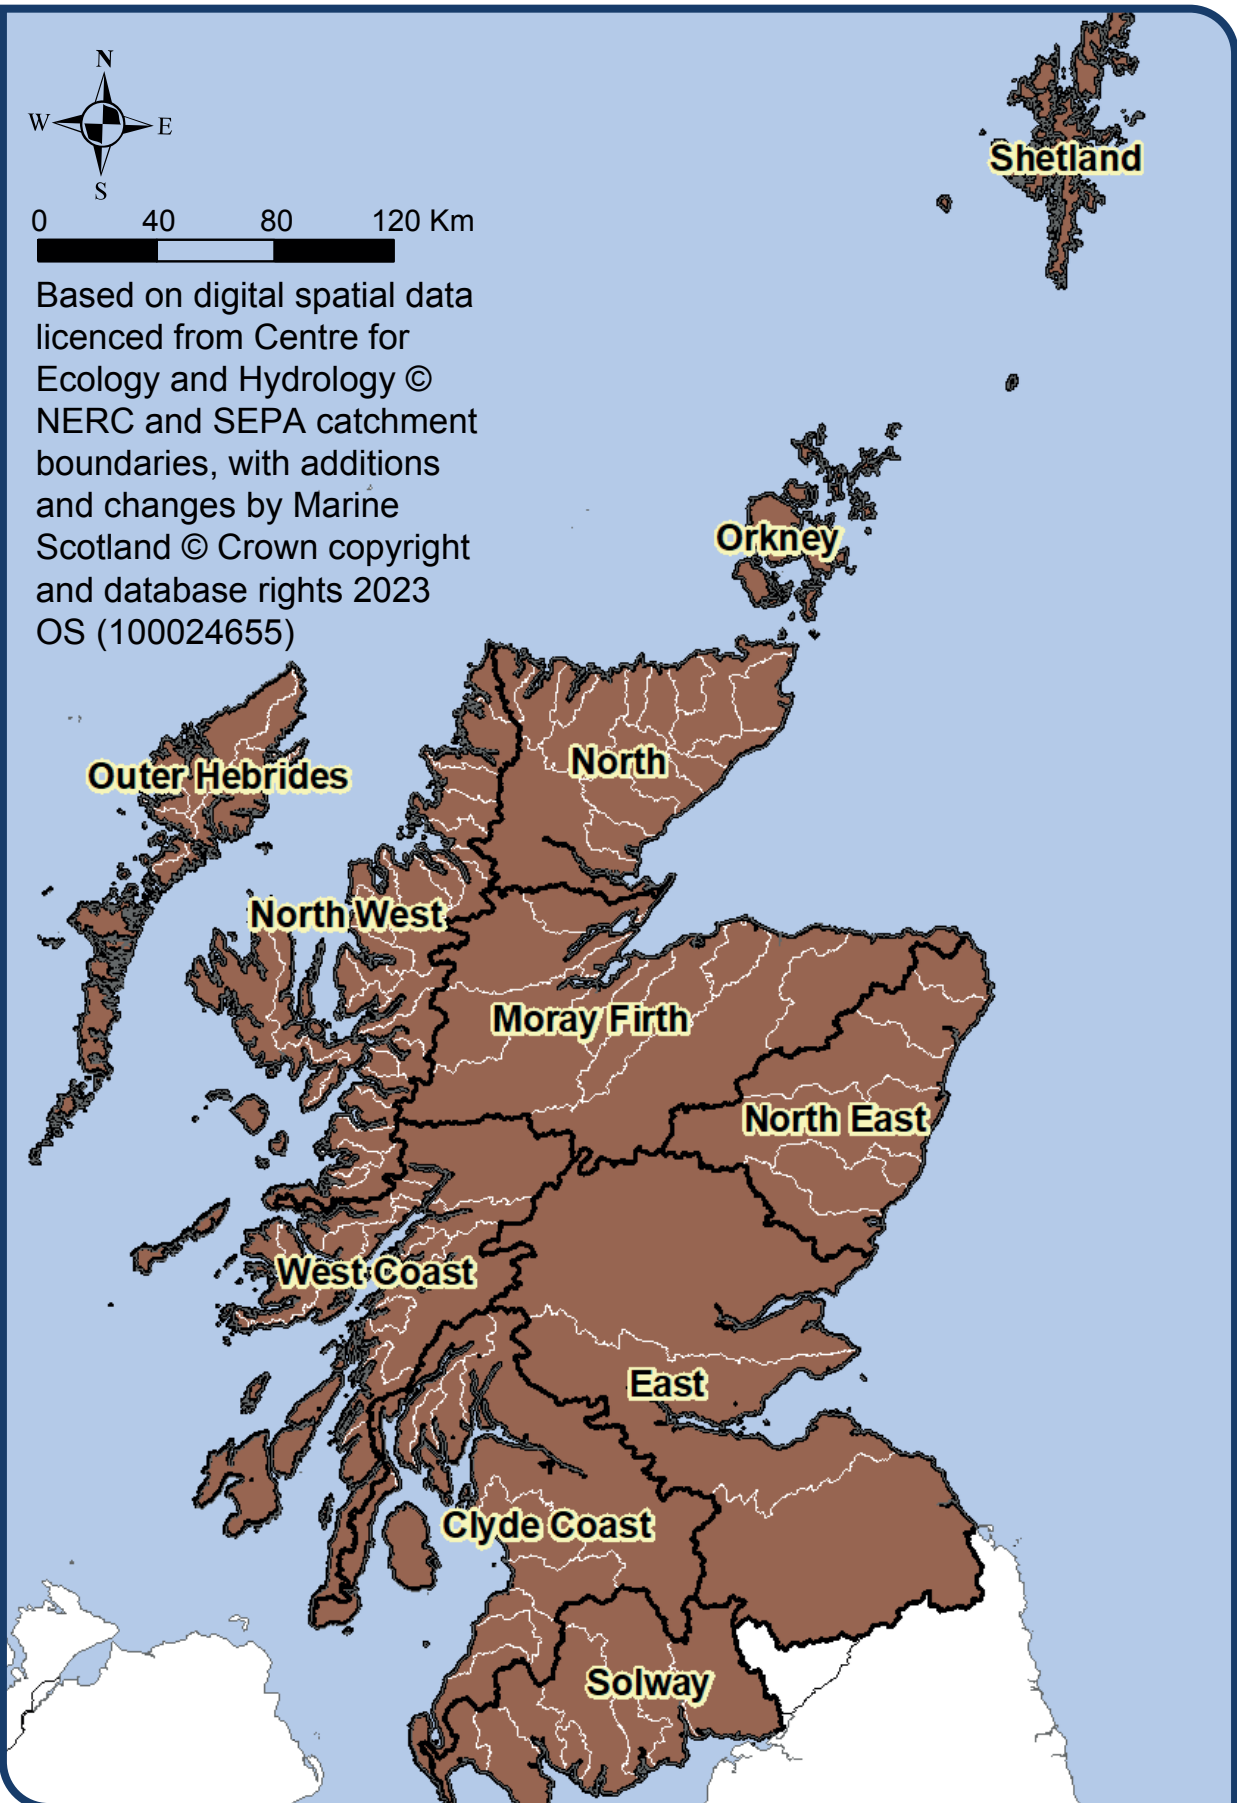 N
W E
S
0 40 80 120 Km
Based on digital spatial data
licenced from Centre for
Ecology and Hydrology ©
NERC and SEPA catchment
boundaries, with additions
and changes by Marine
Scotland © Crown copyright
and database rights 2023
OS (100024655)
Shetland
Orkney
North
Outer Hebrides
North West
Moray Firth
North East
West Coast
East
Clyde Coast
Solway